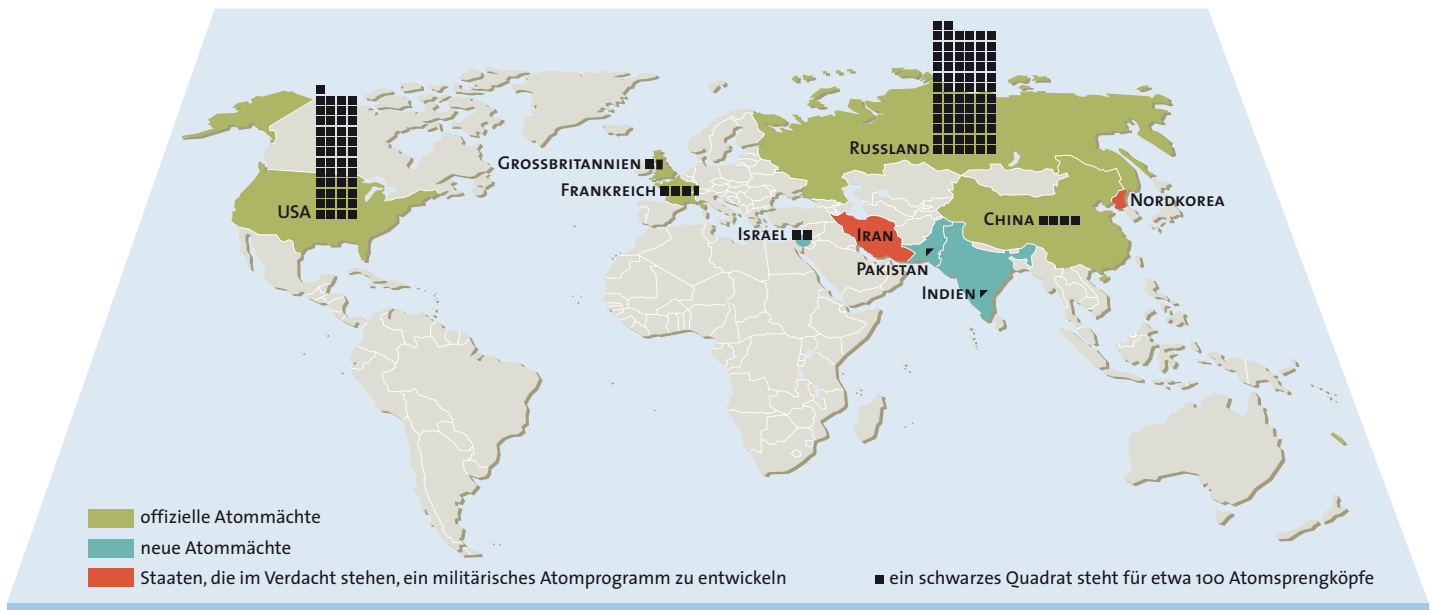 Russland
Grossbritannien
Frankreich
Nordkorea
USA
China
Israel
Iran
Pakistan
Indien
offizielle Atommächte
neue Atommächte
Staaten, die im Verdacht stehen, ein militärisches Atomprogramm zu entwickeln
ein schwarzes Quadrat steht für etwa 100 Atomsprengköpfe